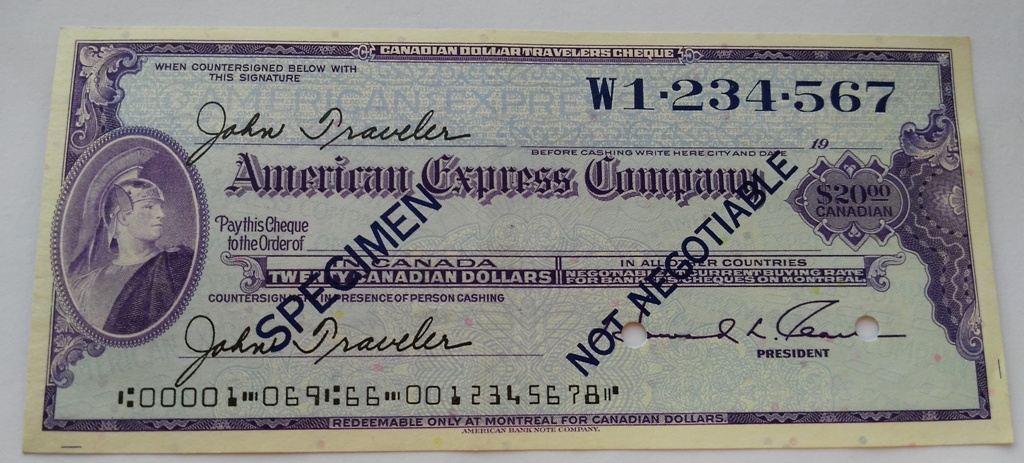 CANADIAN DOLLAR TRAVELERS CHEQUE
WHEN COUNTERSIGNED BELOW WITH
THIS SIGNATURE
W1·234·567
AMERICAN EXPRE
John Traveler
BEFORE CASHING WRITE HERE CITY AND DATE
19
American Express Company
$20.00
CANADIAN
Pay this Cheque
to the Order of
SPECIMEN
NOT NEGOTIABLE
IN CANADA
TWENTY CANADIAN DOLLARS
IN ALL OTHER COUNTRIES
NEGOTIABLE CURRENT BUYING RATE
FOR BANKERS CHEQUES ON MONTREAL
COUNTERSIGN IN PRESENCE OF PERSON CASHING
John Traveler
PRESIDENT
⑆00001⑈069⑆66⑈0012345678⑈
REDEEMABLE ONLY AT MONTREAL FOR CANADIAN DOLLARS.
AMERICAN BANK NOTE COMPANY.